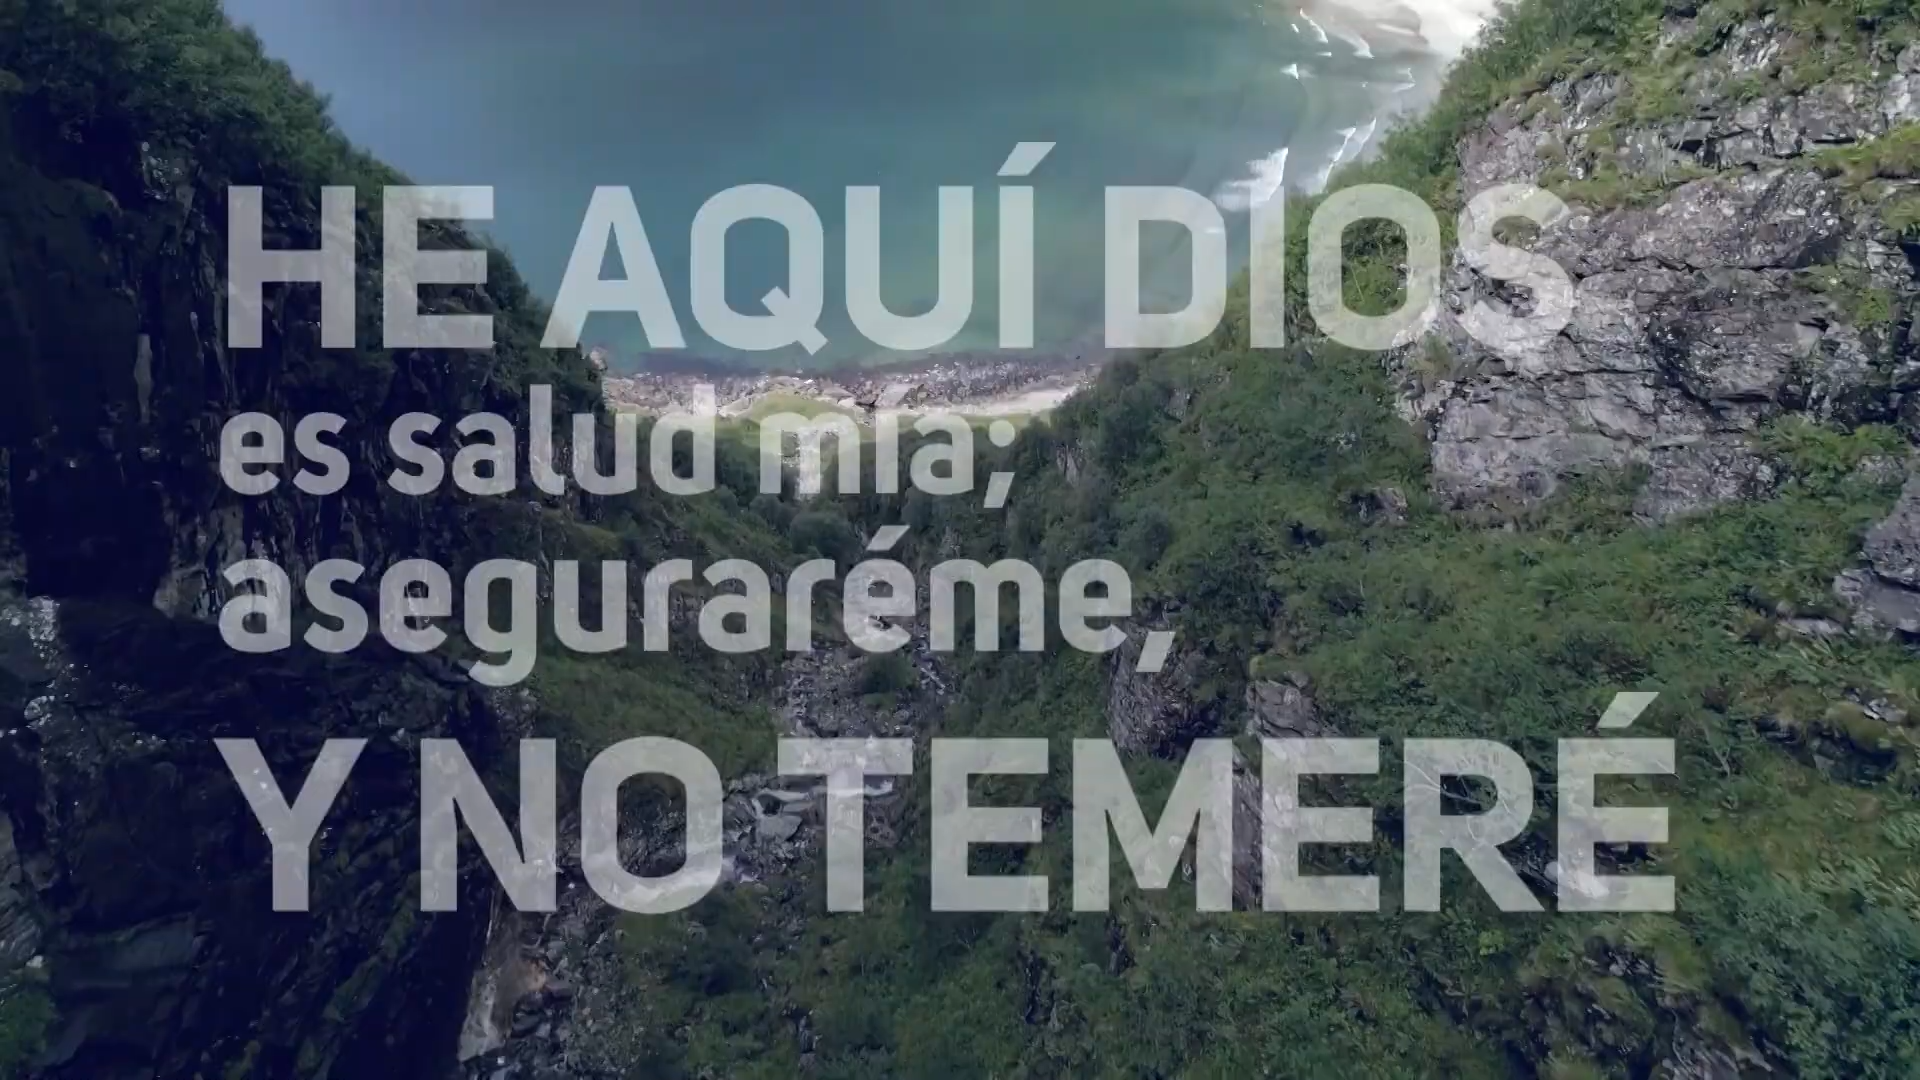 HE AQUÍ DIOS
es salud mía;
aseguraréme,
Y NO TEMERÉ